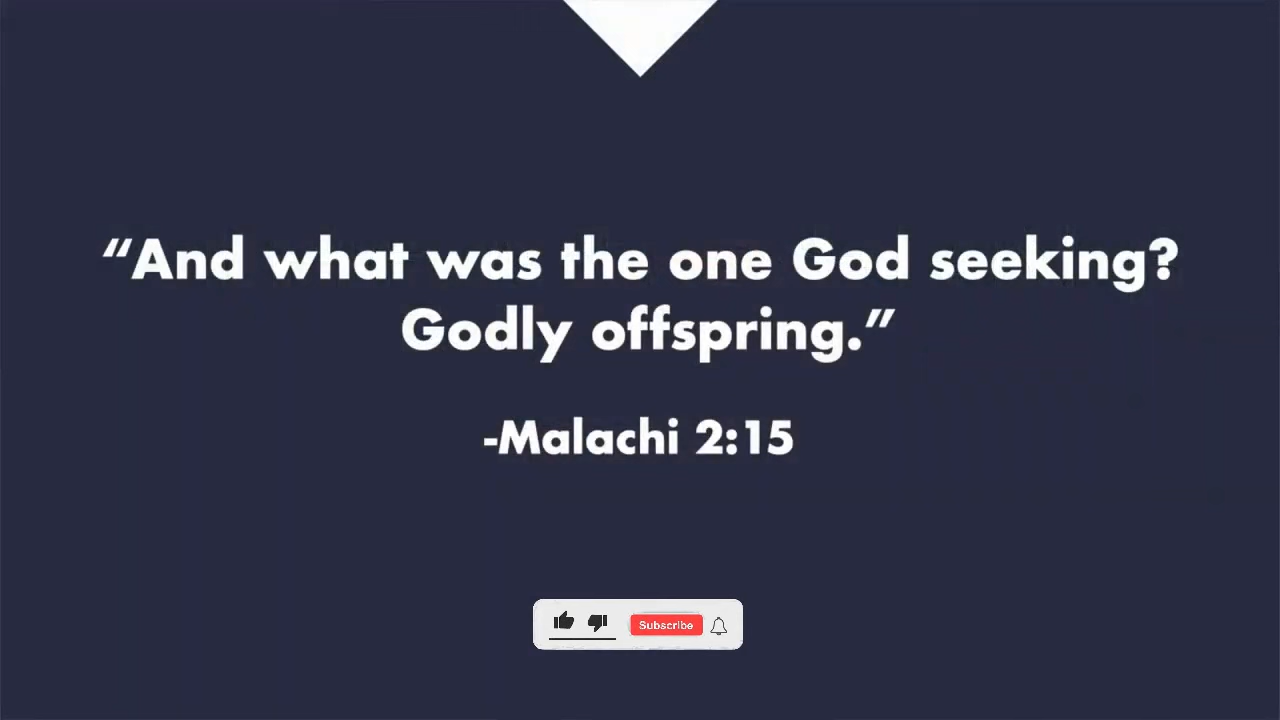 “And what was the one God seeking?
Godly offspring.”
-Malachi 2:15
Subscribe